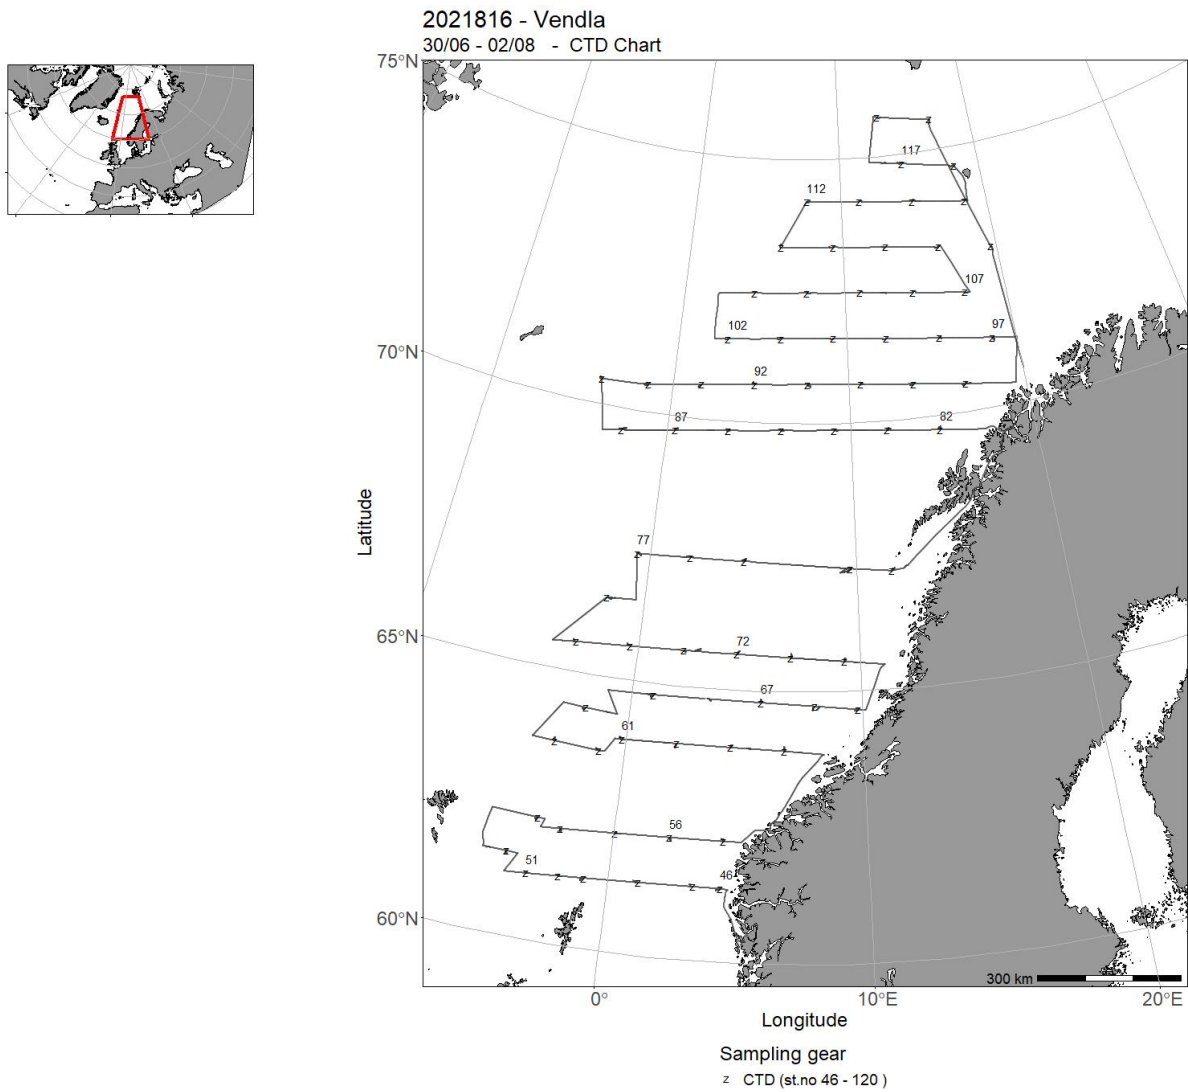 2021816 - Vendla
30/06 - 02/08 - CTD Chart
75°N
117
112
107
102
97
70°N
92
87
82
Latitude
77
65°N
72
67
61
56
51
46
60°N
300 km
0°
10°E
20°E
Longitude
Sampling gear
z CTD (st.no 46 - 120 )